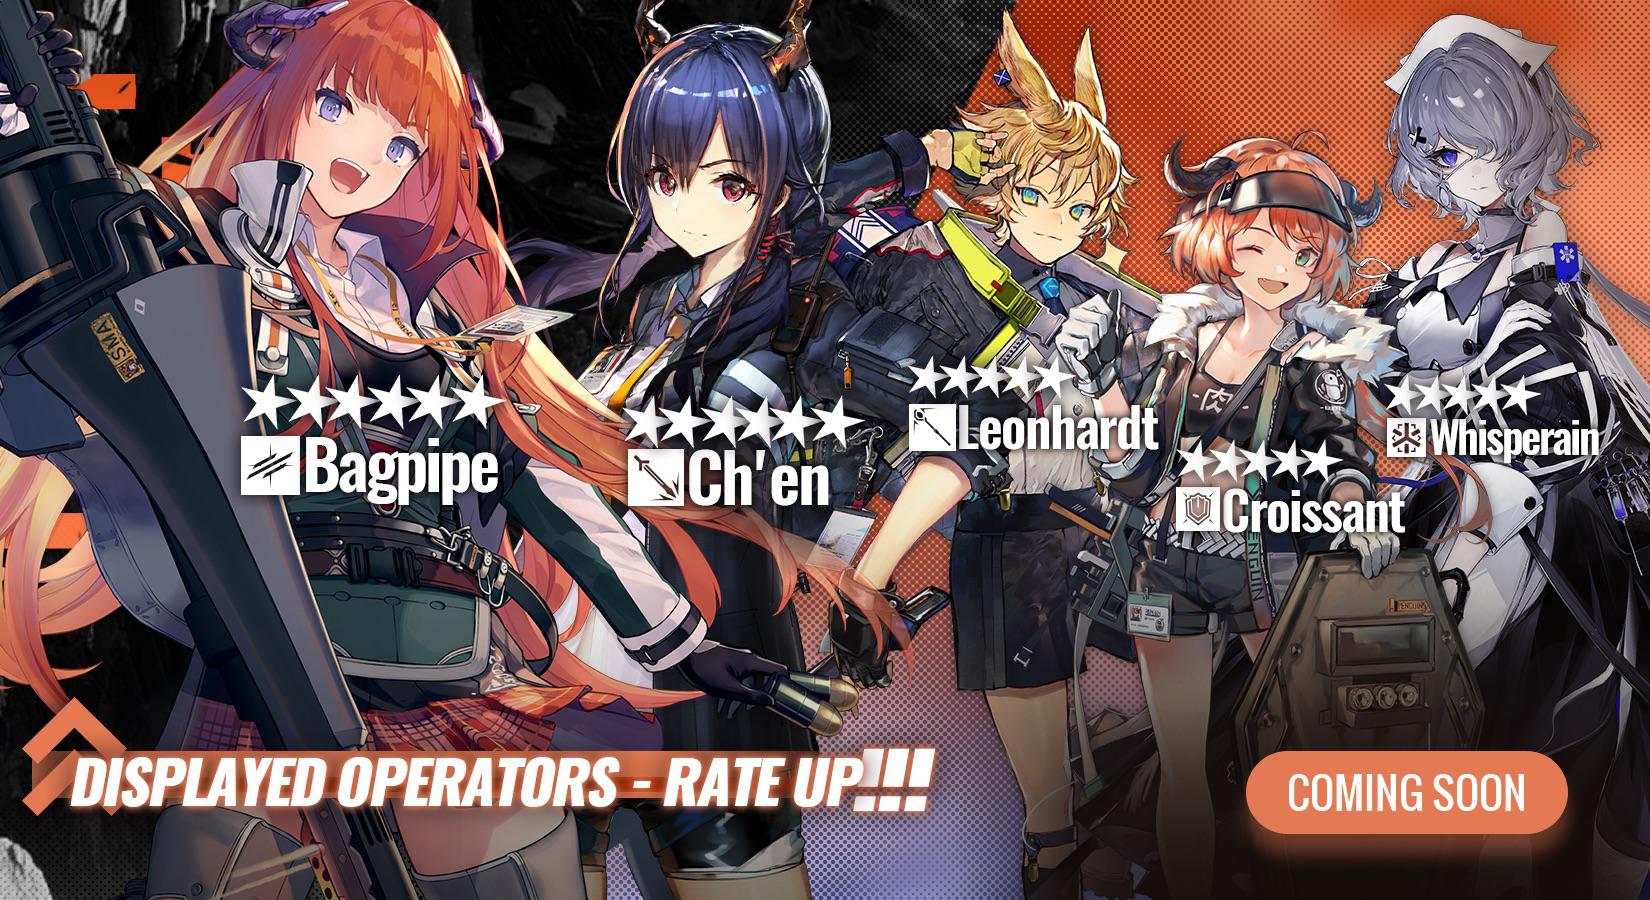 Bagpipe
Ch'en
Leonhardt
Croissant
Whisperain
DISPLAYED OPERATORS - RATE UP!!!
COMING SOON